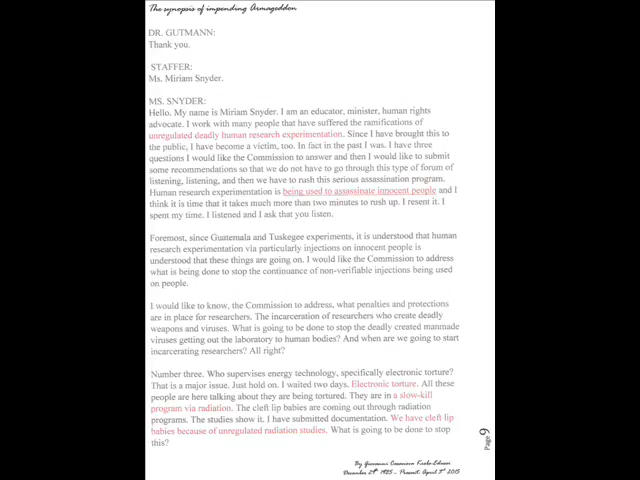 The synopsis of impending Armageddon
DR. GUTMANN:
Thank you.
STAFFER:
Ms. Miriam Snyder.
MS. SNYDER:
Hello. My name is Miriam Snyder. I am an educator, minister, human rights
advocate. I work with many people that have suffered the ramifications of
unregulated deadly human research experimentation. Since I have brought this to
the public, I have become a victim, too. In fact in the past I was. I have three
questions I would like the Commission to answer and then I would like to submit
some recommendations so that we do not have to go through this type of forum of
listening, listening, and then we have to rush this serious assassination program.
Human research experimentation is being used to assassinate innocent people and I
think it is time that it takes much more than two minutes to rush up. I resent it. I
spent my time. I listened and I ask that you listen.
Foremost, since Guatemala and Tuskegee experiments, it is understood that human
research experimentation via particularly injections on innocent people is
understood that these things are going on. I would like the Commission to address
what is being done to stop the continuance of non-verifiable injections being used
on people.
I would like to know, the Commission to address, what penalties and protections
are in place for researchers. The incarceration of researchers who create deadly
weapons and viruses. What is going to be done to stop the deadly created manmade
viruses getting out the laboratory to human bodies? And when are we going to start
incarcerating researchers? All right?
Number three. Who supervises energy technology, specifically electronic torture?
That is a major issue. Just hold on. I waited two days. Electronic torture. All these
people are here talking about they are being tortured. They are in a slow-kill
program via radiation. The cleft lip babies are coming out through radiation
programs. The studies show it. I have submitted documentation. We have cleft lip
babies because of unregulated radiation studies. What is going to be done to stop
this?
Page 9
By Giovanni Casanova
December 29th 1925 – Present: April 3rd 2015